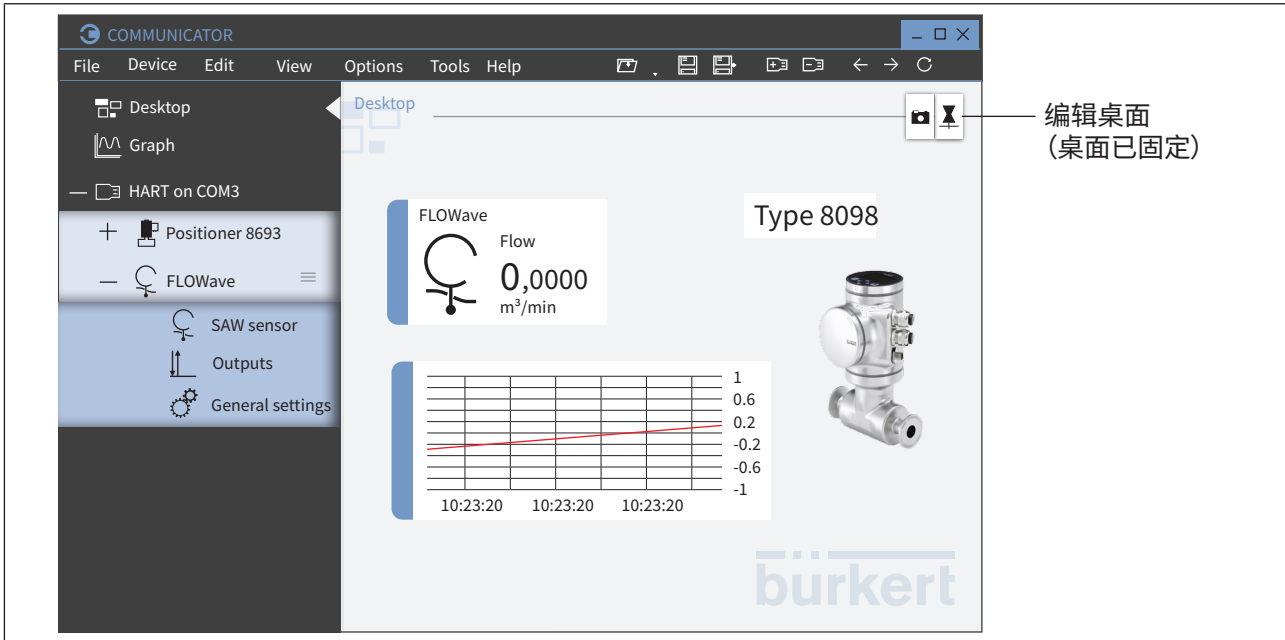 COMMUNICATOR
File Device Edit View Options Tools Help
Desktop
Graph
HART on COM3
Positioner 8693
FLOWave
SAW sensor
Outputs
General settings
Desktop
编辑桌面
（桌面已固定）
FLOWave
Flow
0,0000
m³/min
Type 8098
1
0.6
0.2
-0.2
-0.6
-1
10:23:20 10:23:20 10:23:20
bürkert